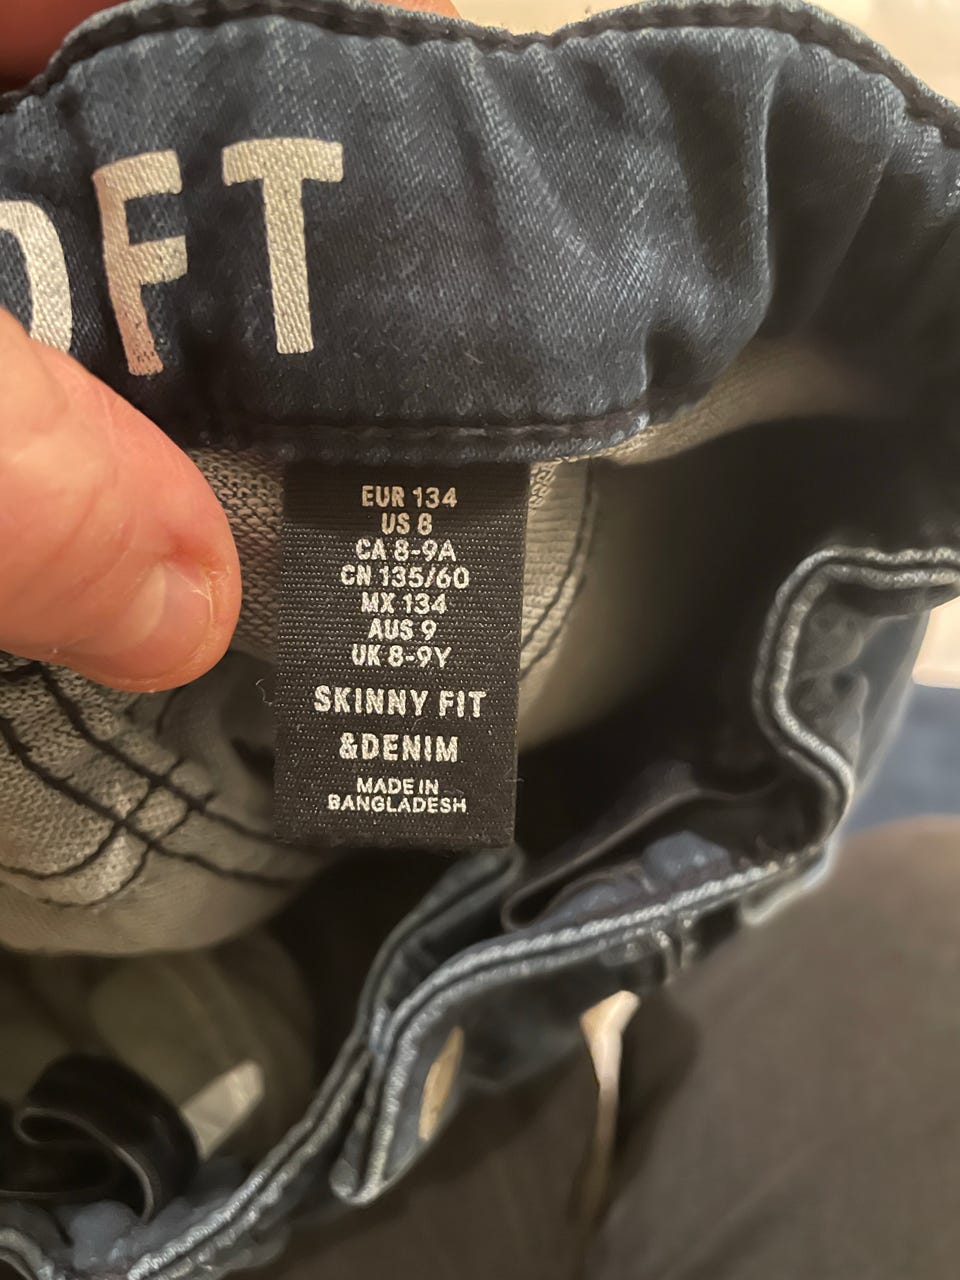 OFT
EUR 134
US 8
CA 8-9A
CN 135/60
MX 134
AUS 9
UK 8-9Y
SKINNY FIT
&DENIM
MADE IN
BANGLADESH